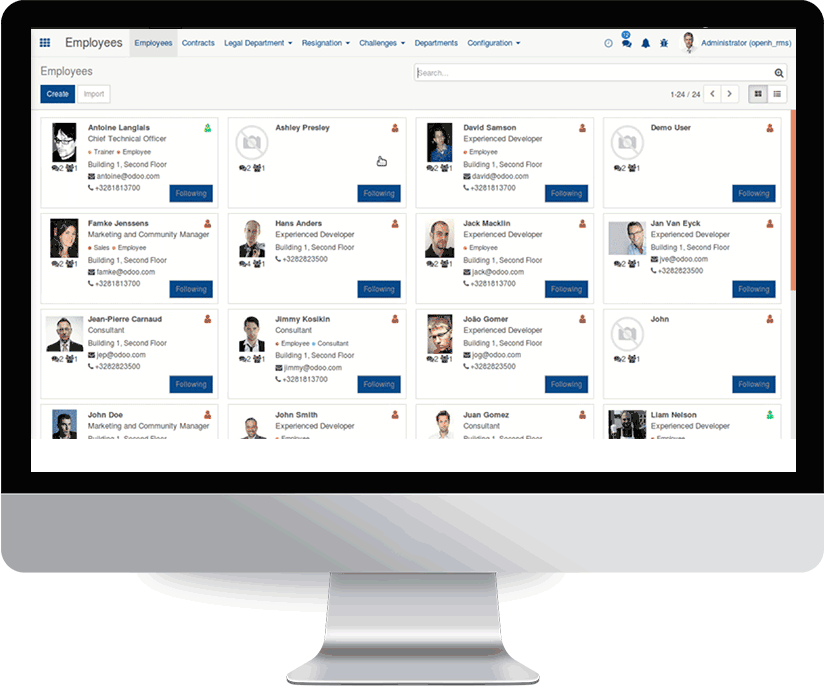 Employees Employees Contracts Legal Department Resignation Challenges Departments Configuration 12 Administrator (openh_rms)
Employees
Search...
Create Import
1-24 / 24
Antoine Langlais
Chief Technical Officer
Trainer Employee
Building 1, Second Floor
antoine@odoo.com
+3281813700
2 1
Following
Ashley Presley
2 1
Following
David Samson
Experienced Developer
Employee
Building 1, Second Floor
david@odoo.com
+3281813700
2 1
Following
Demo User
2 1
Following
Famke Jenssens
Marketing and Community Manager
Sales Employee
Building 1, Second Floor
famke@odoo.com
+3281813700
2 1
Following
Hans Anders
Experienced Developer
Building 1, Second Floor
+3282823500
4 1
Following
Jack Macklin
Experienced Developer
Employee
Building 1, Second Floor
jack@odoo.com
+3281813700
2 1
Following
Jan Van Eyck
Experienced Developer
Building 1, Second Floor
jve@odoo.com
+3282823500
2 1
Following
Jean-Pierre Carnaud
Consultant
Building 1, Second Floor
jep@odoo.com
+3282823500
2 1
Following
Jimmy Kosikin
Consultant
Employee Consultant
Building 1, Second Floor
jimmy@odoo.com
+3281813700
2 1
Following
João Gomer
Experienced Developer
Building 1, Second Floor
jog@odoo.com
+3282823500
2 1
Following
John
2 1
Following
John Doe
Marketing and Community Manager
Building 1, Second Floor
John Smith
Experienced Developer
Employee
Juan Gomez
Consultant
Building 1, Second Floor
Liam Nelson
Experienced Developer
Employee